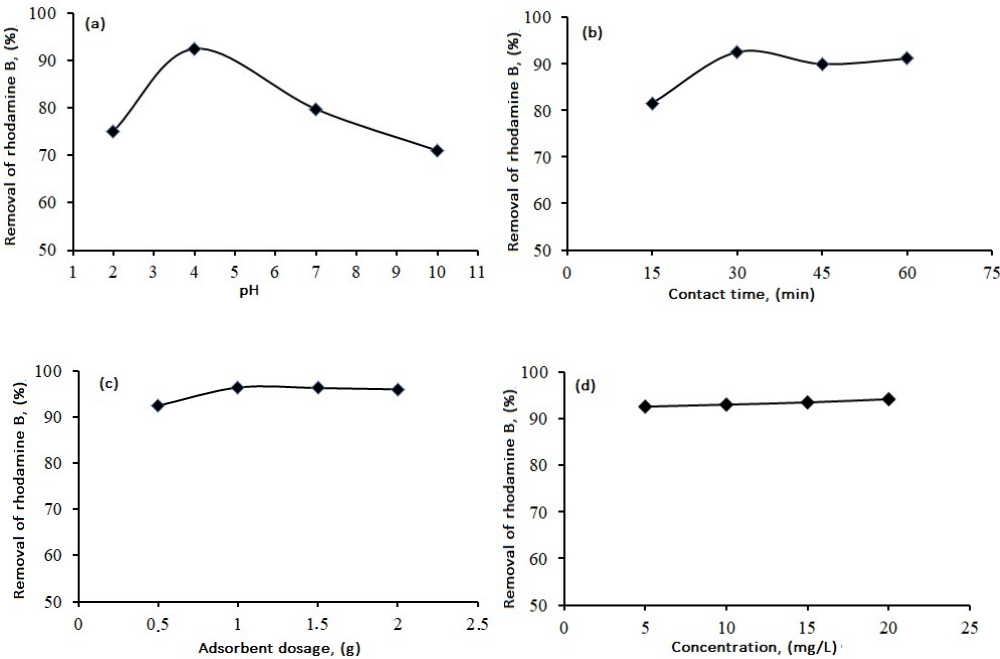 (a)
Removal of rhodamine B, (%)
100
90
80
70
60
50
1 2 3 4 5 6 7 8 9 10 11
pH
(b)
Removal of rhodamine B, (%)
100
90
80
70
60
50
0 15 30 45 60 75
Contact time, (min)
(c)
Removal of rhodamine B, (%)
100
90
80
70
60
50
0 0.5 1 1.5 2 2.5
Adsorbent dosage, (g)
(d)
Removal of rhodamine B, (%)
100
90
80
70
60
50
0 5 10 15 20 25
Concentration, (mg/L)